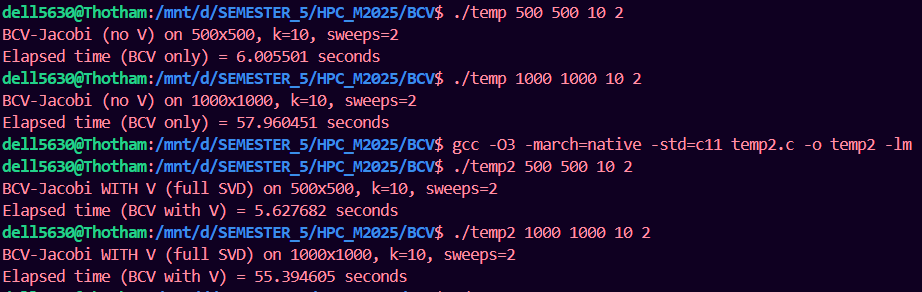 dell5630@Thotham:/mnt/d/SEMESTER_5/HPC_M2025/BCV$ ./temp 500 500 10 2
BCV-Jacobi (no V) on 500x500, k=10, sweeps=2
Elapsed time (BCV only) = 6.005501 seconds
dell5630@Thotham:/mnt/d/SEMESTER_5/HPC_M2025/BCV$ ./temp 1000 1000 10 2
BCV-Jacobi (no V) on 1000x1000, k=10, sweeps=2
Elapsed time (BCV only) = 57.960451 seconds
dell5630@Thotham:/mnt/d/SEMESTER_5/HPC_M2025/BCV$ gcc -O3 -march=native -std=c11 temp2.c -o temp2 -lm
dell5630@Thotham:/mnt/d/SEMESTER_5/HPC_M2025/BCV$ ./temp2 500 500 10 2
BCV-Jacobi WITH V (full SVD) on 500x500, k=10, sweeps=2
Elapsed time (BCV with V) = 5.627682 seconds
dell5630@Thotham:/mnt/d/SEMESTER_5/HPC_M2025/BCV$ ./temp2 1000 1000 10 2
BCV-Jacobi WITH V (full SVD) on 1000x1000, k=10, sweeps=2
Elapsed time (BCV with V) = 55.394605 seconds